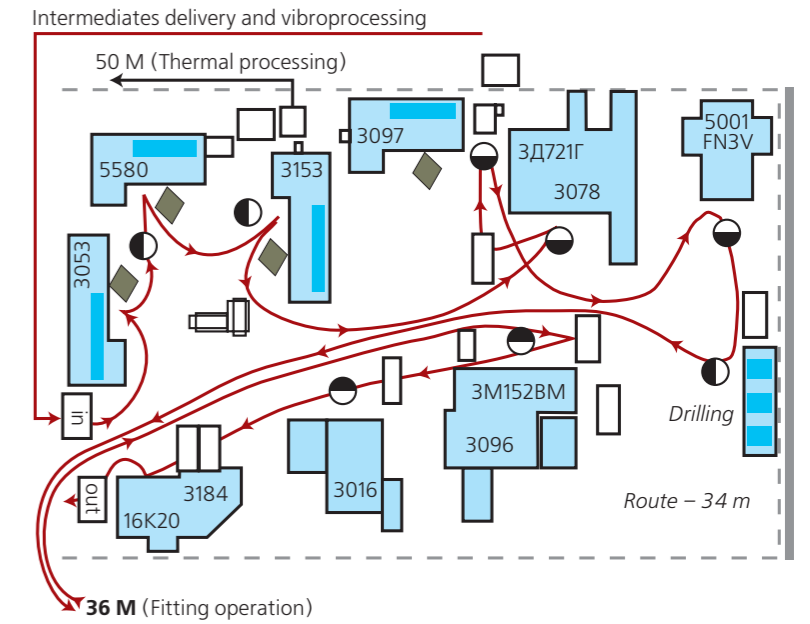 Intermediates delivery and vibroprocessing
50 M (Thermal processing)
5580
3153
3097
3Д721Г
3078
5001
FN3V
3053
in
3М152ВМ
3096
Drilling
out
3184
16К20
3016
Route – 34 m
36 M (Fitting operation)